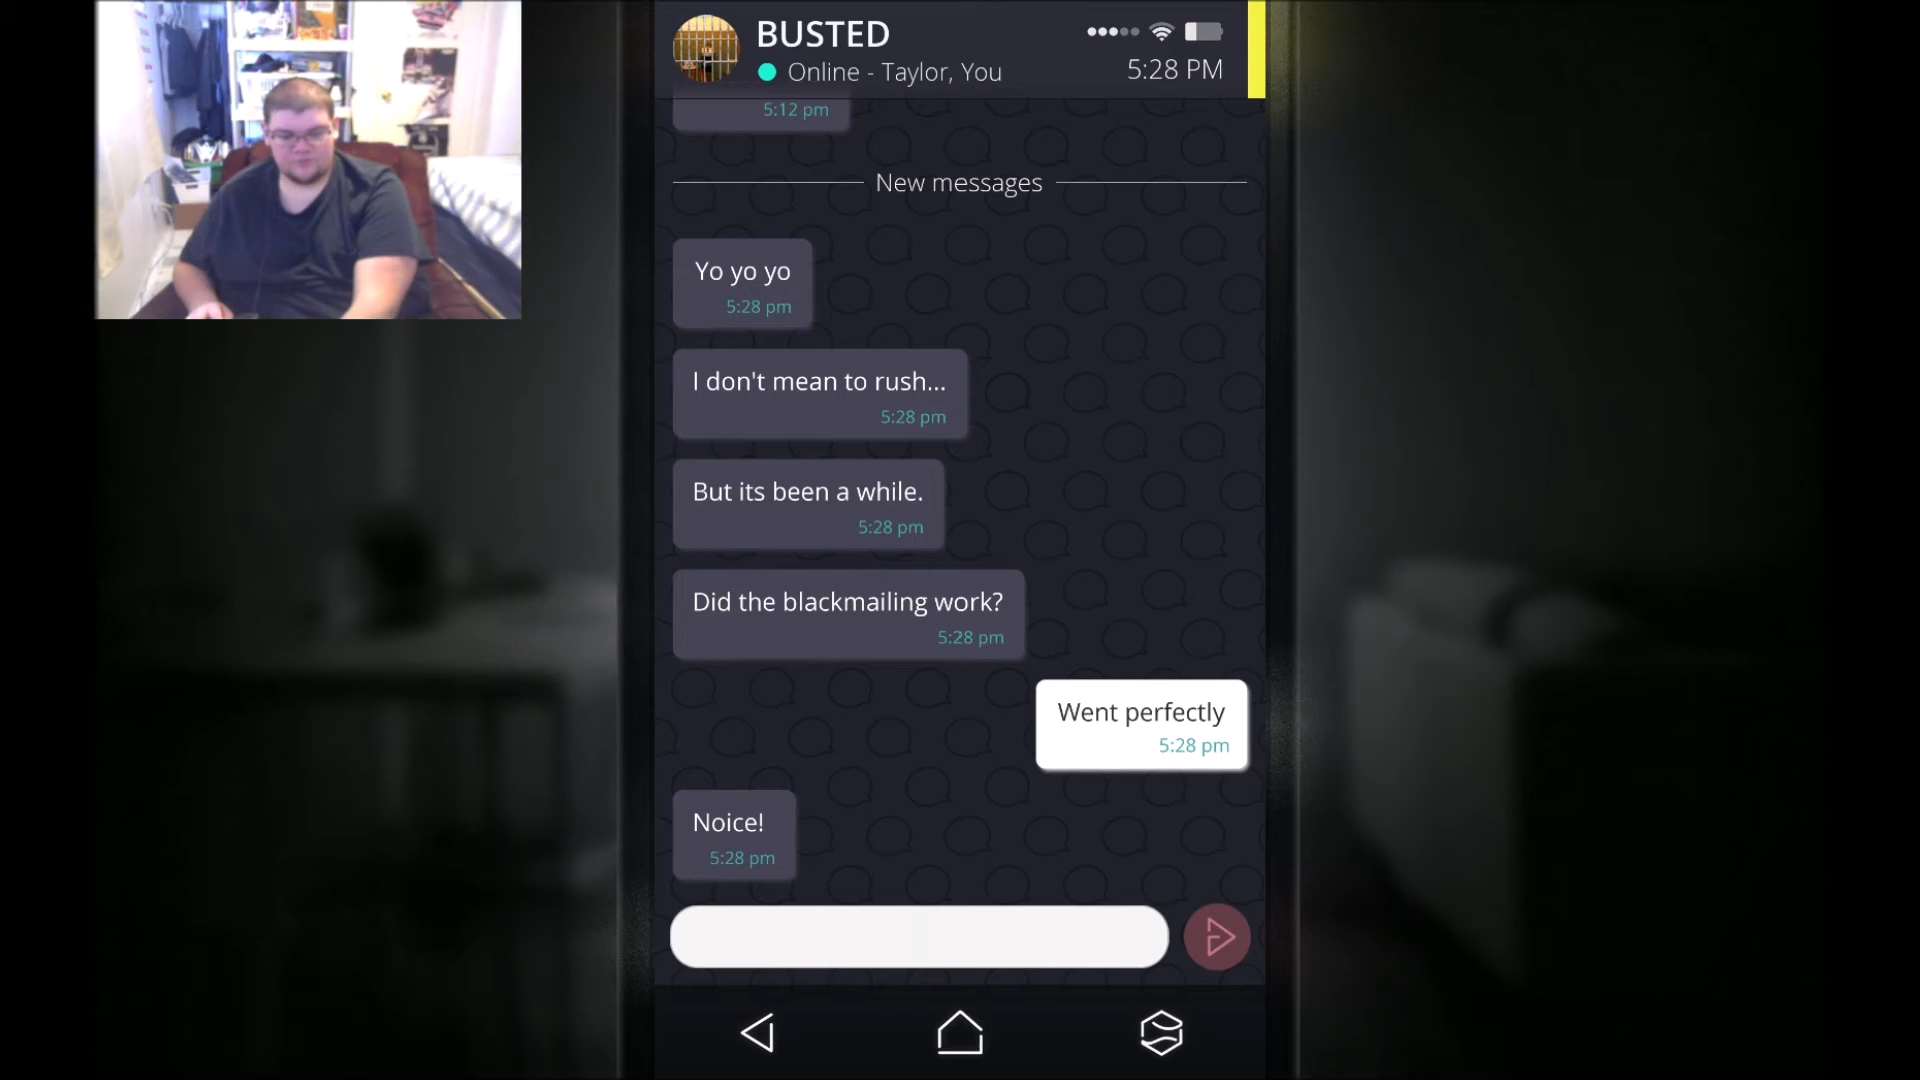 BUSTED
Online - Taylor, You
5:28 PM
5:12 pm
New messages
Yo yo yo
5:28 pm
I don't mean to rush...
5:28 pm
But its been a while.
5:28 pm
Did the blackmailing work?
5:28 pm
Went perfectly
5:28 pm
Noice!
5:28 pm